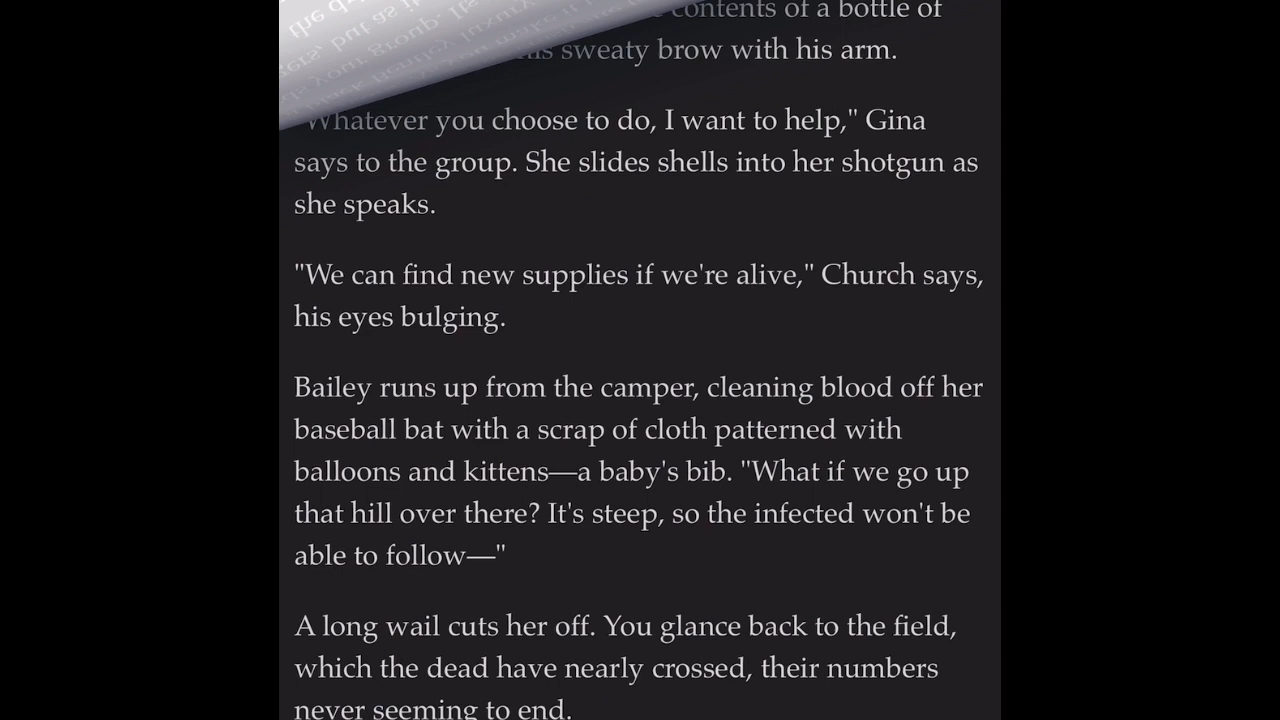 contents of a bottle of
his sweaty brow with his arm.
"Whatever you choose to do, I want to help," Gina
says to the group. She slides shells into her shotgun as
she speaks.
"We can find new supplies if we're alive," Church says,
his eyes bulging.
Bailey runs up from the camper, cleaning blood off her
baseball bat with a scrap of cloth patterned with
balloons and kittens—a baby's bib. "What if we go up
that hill over there? It's steep, so the infected won't be
able to follow—"
A long wail cuts her off. You glance back to the field,
which the dead have nearly crossed, their numbers
never seeming to end.